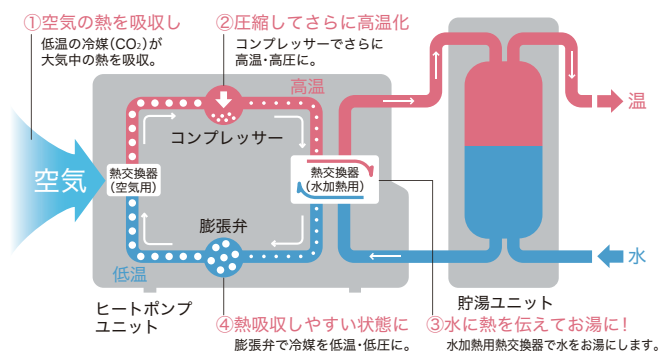 ①空気の熱を吸収し
低温の冷媒(CO₂)が
大気中の熱を吸収。
②圧縮してさらに高温化
コンプレッサーでさらに
高温・高圧に。
高温
コンプレッサー
温
空気
熱交換器
(空気用)
熱交換器
(水加熱用)
膨張弁
低温
水
ヒートポンプ
ユニット
貯湯ユニット
④熱吸収しやすい状態に
膨張弁で冷媒を低温・低圧に。
③水に熱を伝えてお湯に!
水加熱用熱交換器で水をお湯にします。